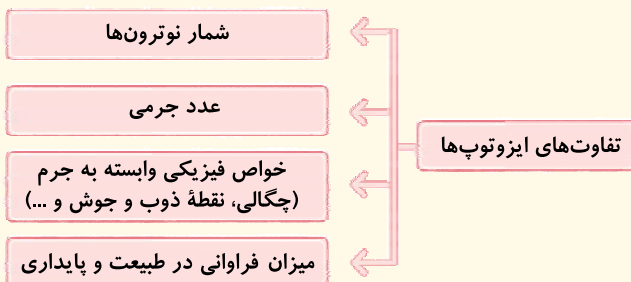 تفاوت‌های ایزوتوپ‌ها
شمار نوترون‌ها
عدد جرمی
خواص فیزیکی وابسته به جرم
(چگالی، نقطهٔ ذوب و جوش و ...)
میزان فراوانی در طبیعت و پایداری